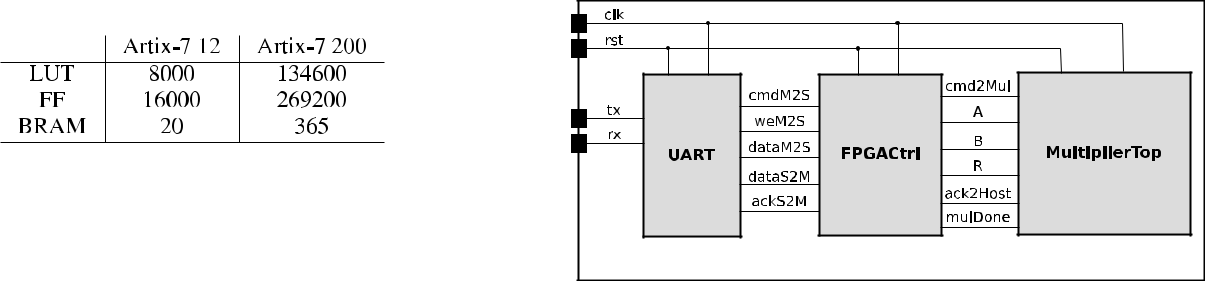 Artix-7 12 Artix-7 200
LUT 8000 134600
FF 16000 269200
BRAM 20 365
clk
rst
tx
rx
UART
cmdM2S
weM2S
dataM2S
dataS2M
ackS2M
FPGACtrl
cmd2Mul
A
B
R
ack2Host
mulDone
MultiplierTop